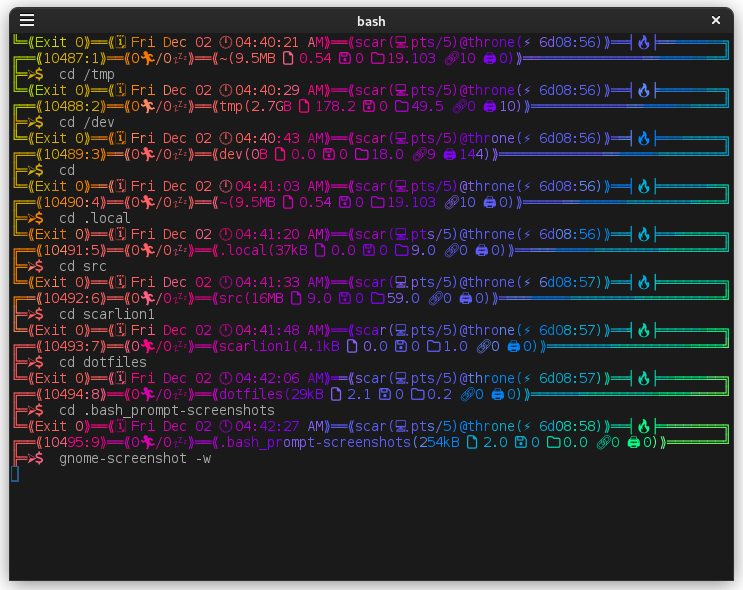 bash
╚═⟪Exit 0⟫══⟪🗓 Fri Dec 02 🕛 04:40:21 AM⟫══⟪scar(💻pts/5)@throne(⚡ 6d08:56)⟫══┤🔥├════════╗
╔══⟪10487:1⟫══⟪0🏃/0💤⟫══⟪~(9.5MB 🗋 0.54 🖫 0 🗀 19.103 🔗10 🖨 0)⟫════════╝
╚═➢$ cd /tmp
╚═⟪Exit 0⟫══⟪🗓 Fri Dec 02 🕛 04:40:29 AM⟫══⟪scar(💻pts/5)@throne(⚡ 6d08:56)⟫══┤🔥├════════╗
╔══⟪10488:2⟫══⟪0🏃/0💤⟫══⟪tmp(2.7GB 🗋 178.2 🖫 0 🗀 49.5 🔗0 🖨 10)⟫════════╝
╚═➢$ cd /dev
╚═⟪Exit 0⟫══⟪🗓 Fri Dec 02 🕛 04:40:43 AM⟫══⟪scar(💻pts/5)@throne(⚡ 6d08:56)⟫══┤🔥├════════╗
╔══⟪10489:3⟫══⟪0🏃/0💤⟫══⟪dev(0B 🗋 0.0 🖫 0 🗀 18.0 🔗9 🖨 144)⟫════════╝
╚═➢$ cd
╚═⟪Exit 0⟫══⟪🗓 Fri Dec 02 🕛 04:41:03 AM⟫══⟪scar(💻pts/5)@throne(⚡ 6d08:56)⟫══┤🔥├════════╗
╔══⟪10490:4⟫══⟪0🏃/0💤⟫══⟪~(9.5MB 🗋 0.54 🖫 0 🗀 19.103 🔗10 🖨 0)⟫════════╝
╚═➢$ cd .local
╚═⟪Exit 0⟫══⟪🗓 Fri Dec 02 🕛 04:41:20 AM⟫══⟪scar(💻pts/5)@throne(⚡ 6d08:56)⟫══┤🔥├════════╗
╔══⟪10491:5⟫══⟪0🏃/0💤⟫══⟪.local(37kB 🗋 0.0 🖫 0 🗀 9.0 🔗0 🖨 0)⟫════════╝
╚═➢$ cd src
╚═⟪Exit 0⟫══⟪🗓 Fri Dec 02 🕛 04:41:33 AM⟫══⟪scar(💻pts/5)@throne(⚡ 6d08:57)⟫══┤🔥├════════╗
╔══⟪10492:6⟫══⟪0🏃/0💤⟫══⟪src(16MB 🗋 9.0 🖫 0 🗀 59.0 🔗0 🖨 0)⟫════════╝
╚═➢$ cd scarlion1
╚═⟪Exit 0⟫══⟪🗓 Fri Dec 02 🕛 04:41:48 AM⟫══⟪scar(💻pts/5)@throne(⚡ 6d08:57)⟫══┤🔥├════════╗
╔══⟪10493:7⟫══⟪0🏃/0💤⟫══⟪scarlion1(4.1kB 🗋 0.0 🖫 0 🗀 1.0 🔗0 🖨 0)⟫════════╝
╚═➢$ cd dotfiles
╚═⟪Exit 0⟫══⟪🗓 Fri Dec 02 🕛 04:42:06 AM⟫══⟪scar(💻pts/5)@throne(⚡ 6d08:57)⟫══┤🔥├════════╗
╔══⟪10494:8⟫══⟪0🏃/0💤⟫══⟪dotfiles(29kB 🗋 2.1 🖫 0 🗀 0.2 🔗0 🖨 0)⟫════════╝
╚═➢$ cd .bash_prompt-screenshots
╚═⟪Exit 0⟫══⟪🗓 Fri Dec 02 🕛 04:42:27 AM⟫══⟪scar(💻pts/5)@throne(⚡ 6d08:58)⟫══┤🔥├════════╗
╔══⟪10495:9⟫══⟪0🏃/0💤⟫══⟪.bash_prompt-screenshots(254kB 🗋 2.0 🖫 0 🗀 0.0 🔗0 🖨 0)⟫════════╝
╚═➢$ gnome-screenshot -w